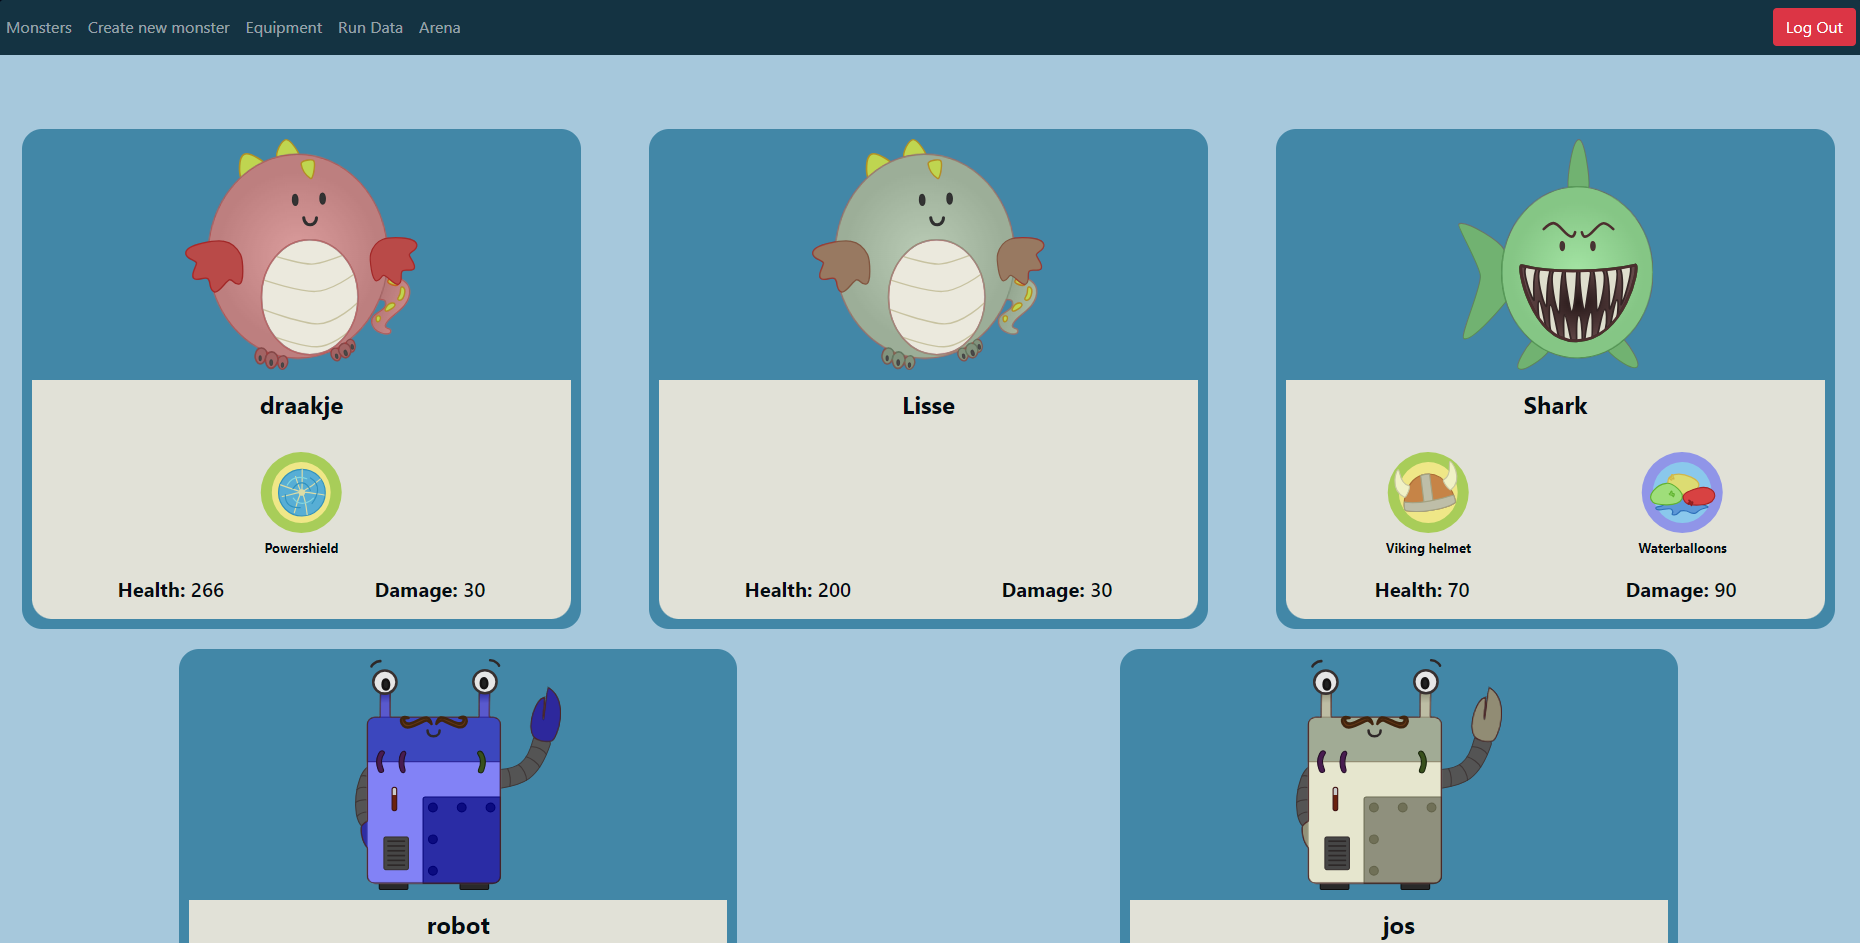 Monsters Create new monster Equipment Run Data Arena Log Out
draakje
Powershield
Health: 266 Damage: 30
Lisse
Health: 200 Damage: 30
Shark
Viking helmet Waterballoons
Health: 70 Damage: 90
robot
jos